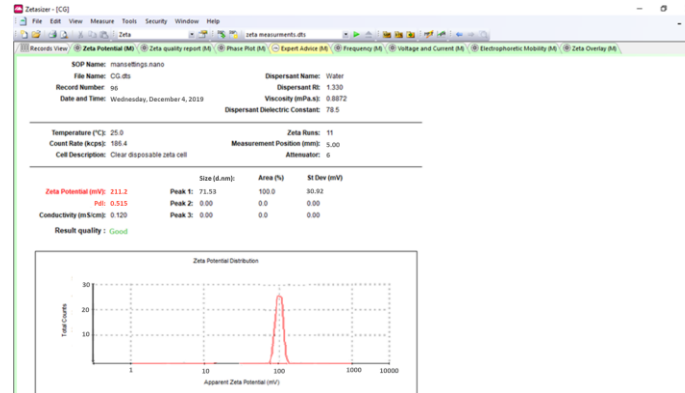 Zetasizer - [CG]
File Edit View Measure Tools Security Window Help
Zeta zeta measurments.dts
Records View Zeta Potential (M) Zeta quality report (M) Phase Plot (M) Expert Advice (M) Frequency (M) Voltage and Current (M) Electrophoretic Mobility (M) Zeta Overlay (M)
SOP Name: mansettings.nano
File Name: CG.dts Dispersant Name: Water
Record Number: 96 Dispersant RI: 1.330
Date and Time: Wednesday, December 4, 2019 Viscosity (mPa.s): 0.8872
Dispersant Dielectric Constant: 78.5
Temperature (°C): 25.0 Zeta Runs: 11
Count Rate (kcps): 186.4 Measurement Position (mm): 5.00
Cell Description: Clear disposable zeta cell Attenuator: 6
Size (d.nm): Area (%) St Dev (mV)
Zeta Potential (mV): 211.2 Peak 1: 71.53 100.0 30.92
PdI: 0.515 Peak 2: 0.00 0.0 0.00
Conductivity (mS/cm): 0.120 Peak 3: 0.00 0.0 0.00
Result quality : Good
Zeta Potential Distribution
30
20
10
Total Counts
1 10 100 1000 10000
Apparent Zeta Potential (mV)